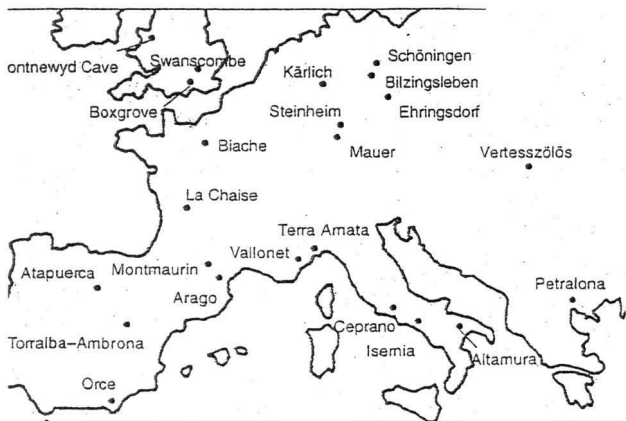 Schöningen
ontnewyd Cave
Swanscombe
Kärlich
Bilzingsleben
Boxgrove
Steinheim
Ehringsdorf
Biache
Mauer
Vertesszölös
La Chaise
Terra Amata
Vallonet
Atapuerca
Montmaurin
Arago
Petralona
Ceprano
Torralba–Ambrona
Isernia
Altamura
Orce